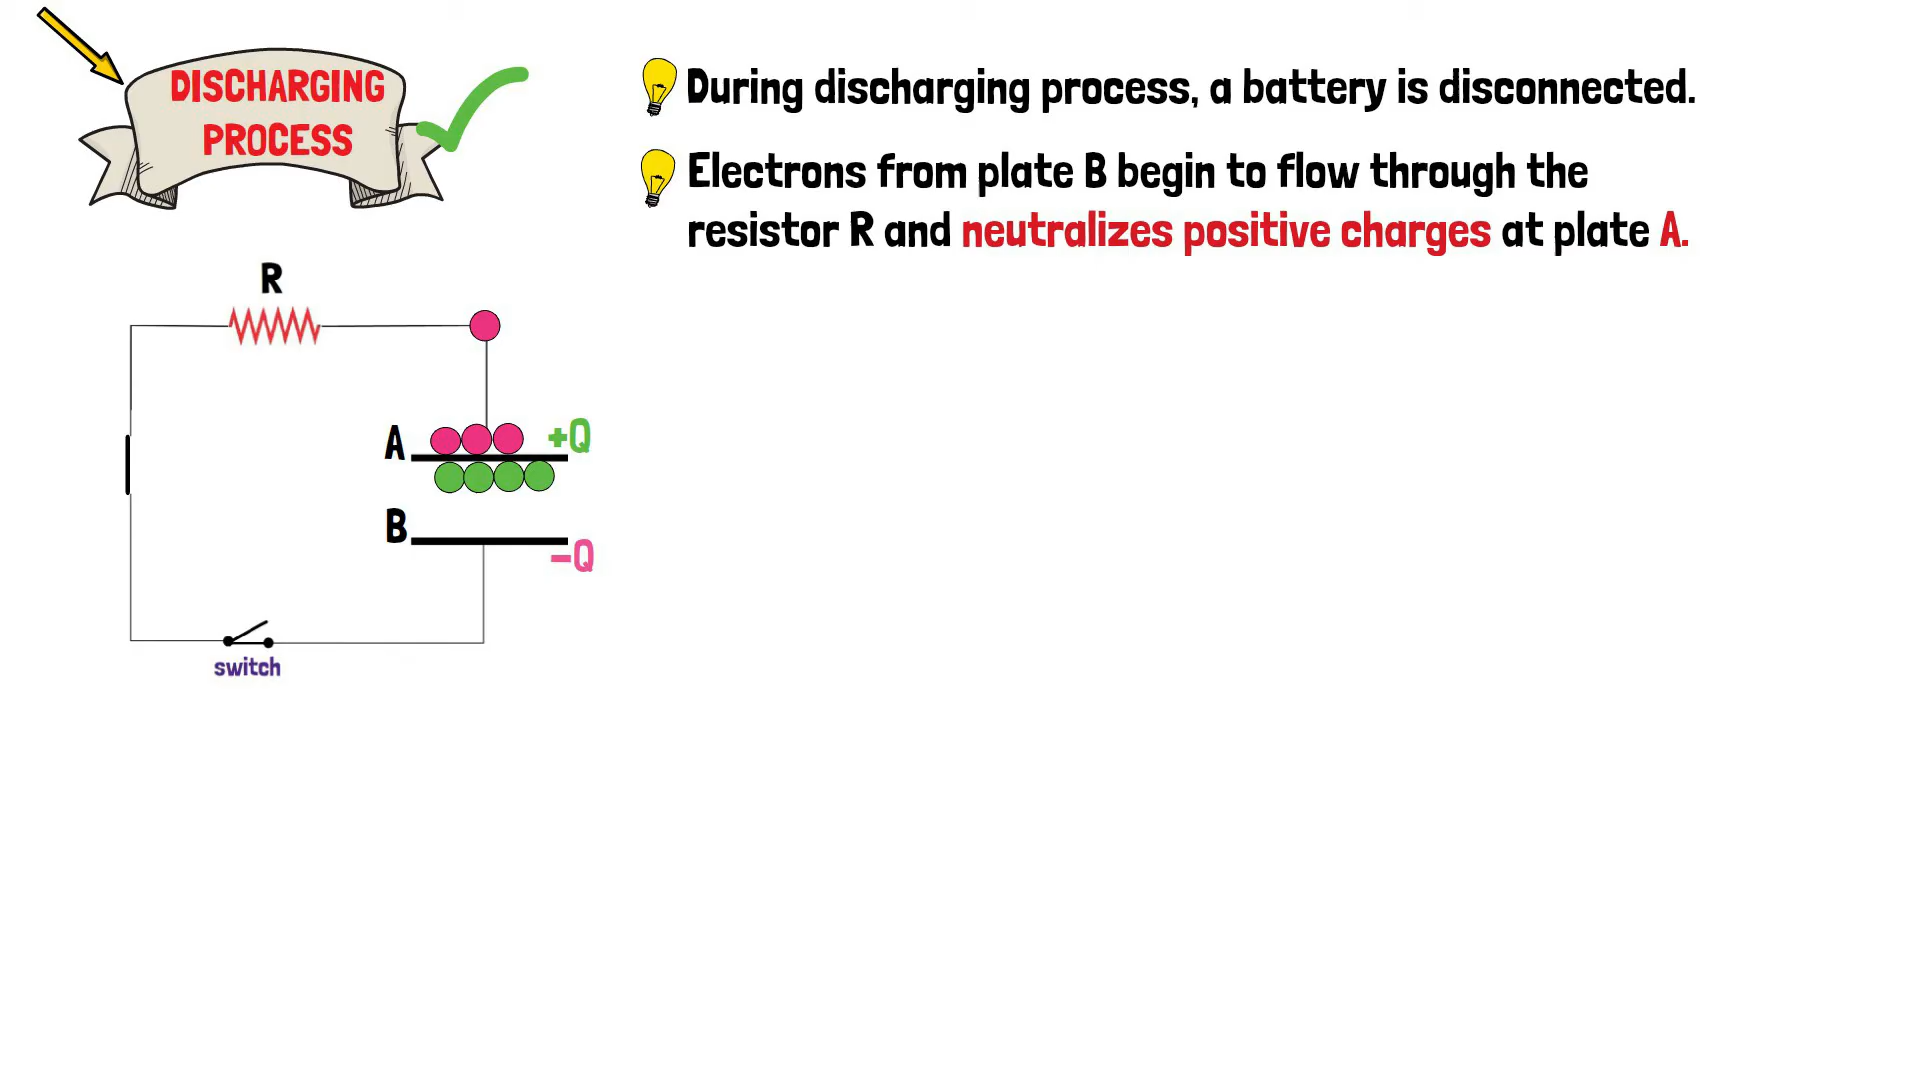 DISCHARGING
PROCESS
During discharging process, a battery is disconnected.
Electrons from plate B begin to flow through the
resistor R and neutralizes positive charges at plate A.
R
A
+Q
B
-Q
switch